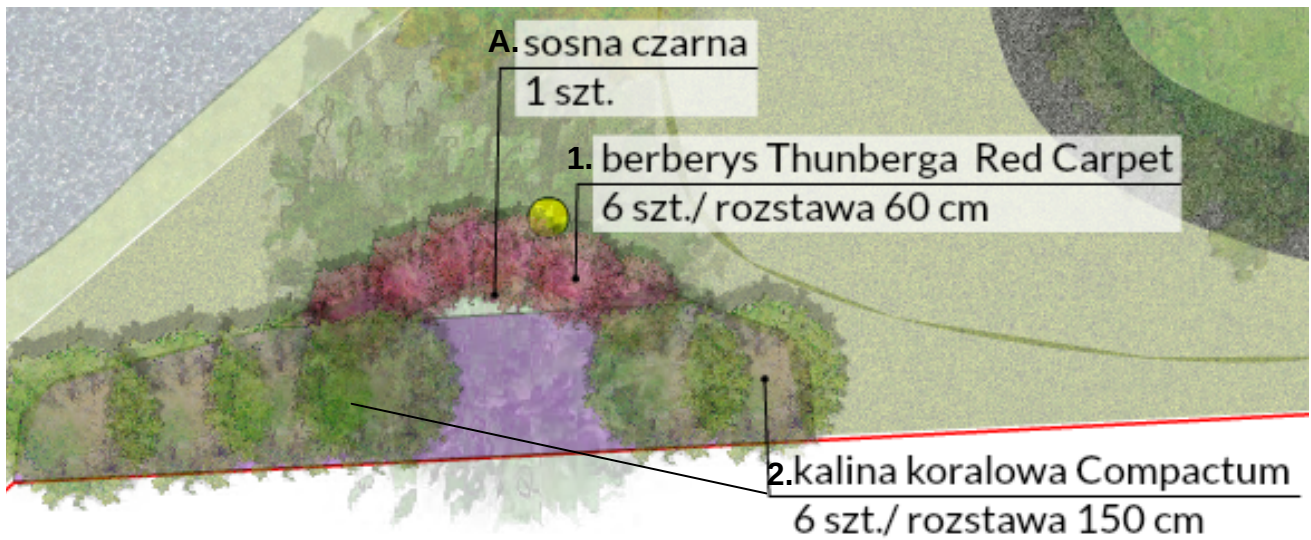 A. sosna czarna
1 szt.
1. berberys Thunberga Red Carpet
6 szt./ rozstawa 60 cm
2. kalina koralowa Compactum
6 szt./ rozstawa 150 cm